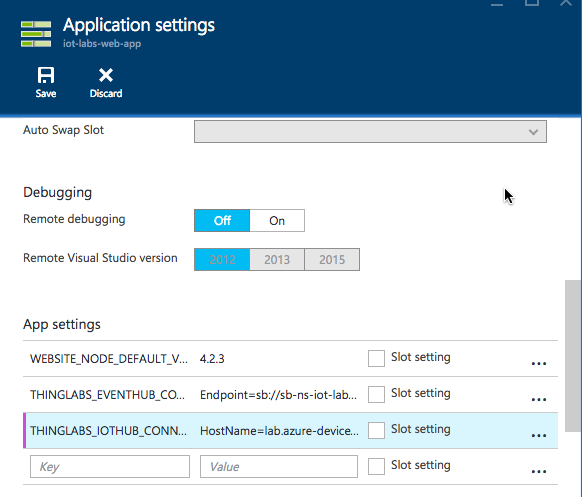 Application settings
iot-labs-web-app
Save Discard
Auto Swap Slot
Debugging
Remote debugging Off On
Remote Visual Studio version 2012 2013 2015
App settings
WEBSITE_NODE_DEFAULT_V... 4.2.3 Slot setting ...
THINGLABS_EVENTHUB_CO... Endpoint=sb://sb-ns-iot-lab... Slot setting ...
THINGLABS_IOTHUB_CONN... HostName=lab.azure-device... Slot setting ...
Key Value Slot setting ...